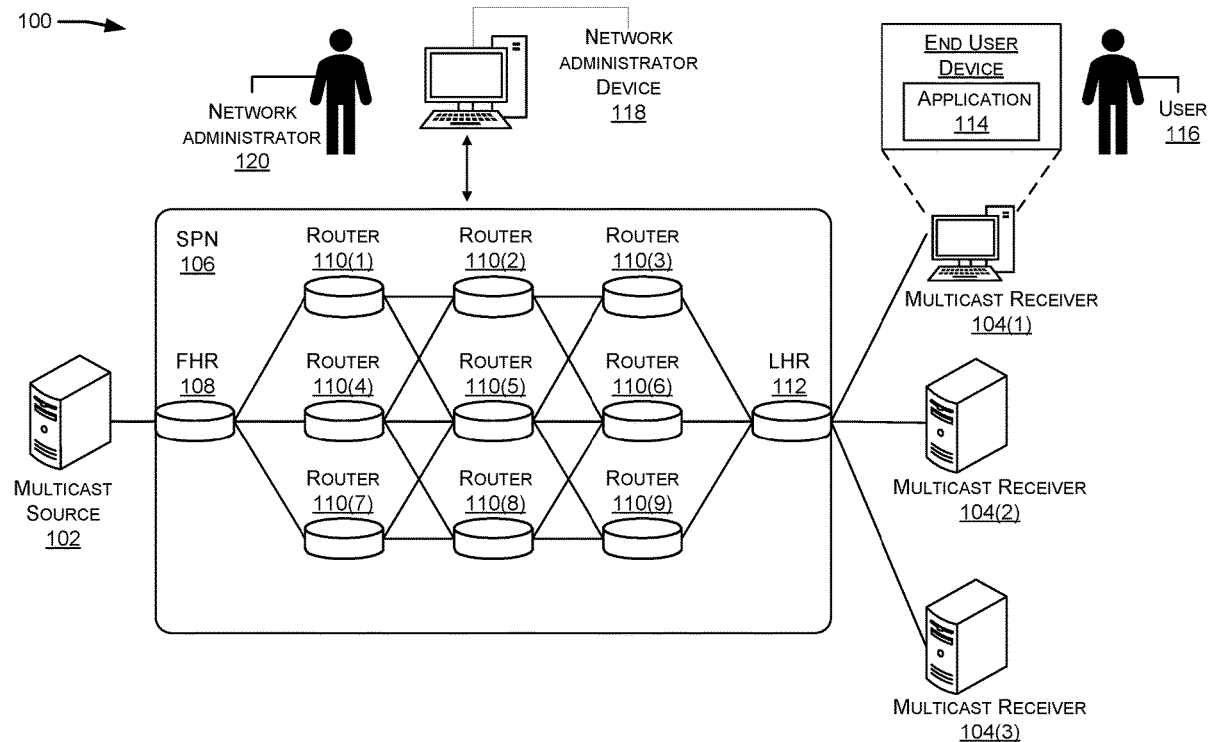 100
NETWORK
ADMINISTRATOR
120
NETWORK
ADMINISTRATOR
DEVICE
118
END USER
DEVICE
APPLICATION
114
USER
116
SPN
106
ROUTER
110(1)
ROUTER
110(2)
ROUTER
110(3)
MULTICAST RECEIVER
104(1)
FHR
108
ROUTER
110(4)
ROUTER
110(5)
ROUTER
110(6)
LHR
112
MULTICAST
SOURCE
102
ROUTER
110(7)
ROUTER
110(8)
ROUTER
110(9)
MULTICAST RECEIVER
104(2)
MULTICAST RECEIVER
104(3)